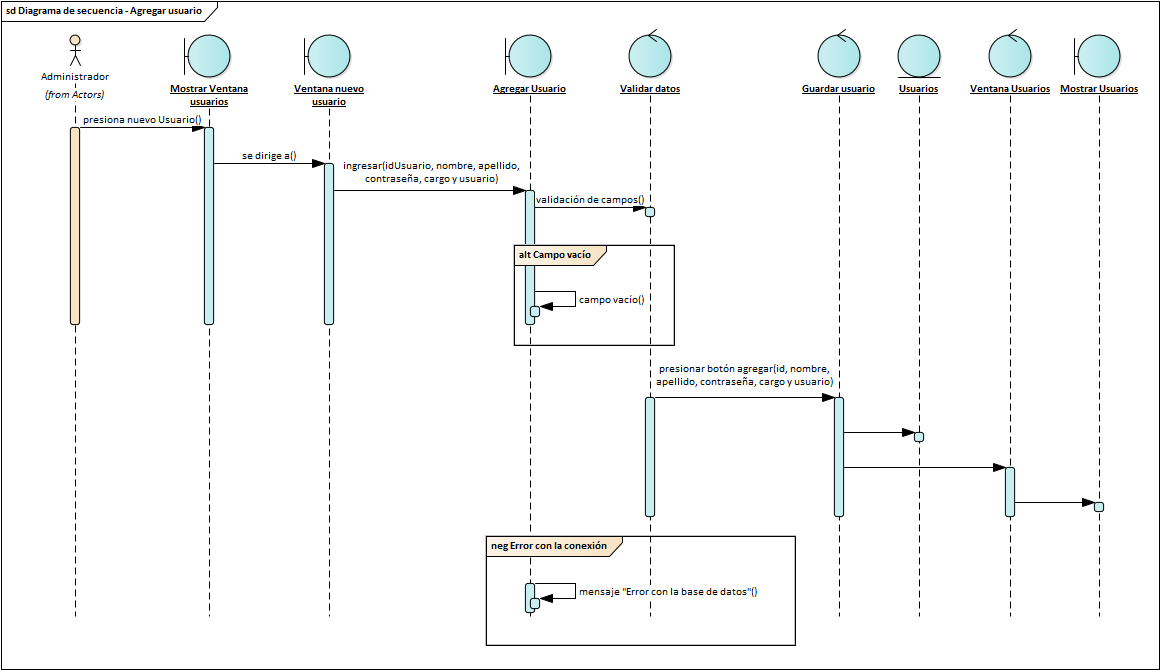 sd Diagrama de secuencia - Agregar usuario
Administrador
(from Actors)
Mostrar Ventana
usuarios
Ventana nuevo
usuario
Agregar Usuario
Validar datos
Guardar usuario
Usuarios
Ventana Usuarios
Mostrar Usuarios
presiona nuevo Usuario()
se dirige a()
ingresar(idUsuario, nombre, apellido,
contraseña, cargo y usuario)
validación de campos()
alt Campo vacío
campo vacío()
presionar botón agregar(id, nombre,
apellido, contraseña, cargo y usuario)
neg Error con la conexión
mensaje "Error con la base de datos"()